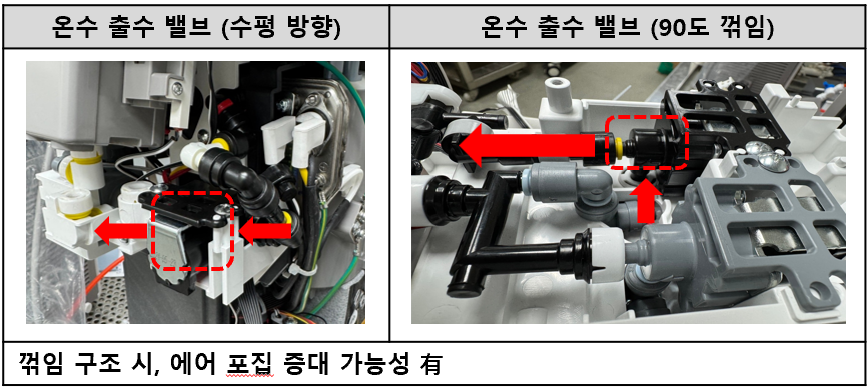 온수 출수 밸브 (수평 방향)
온수 출수 밸브 (90도 꺾임)
꺾임 구조 시, 에어 포집 증대 가능성 有